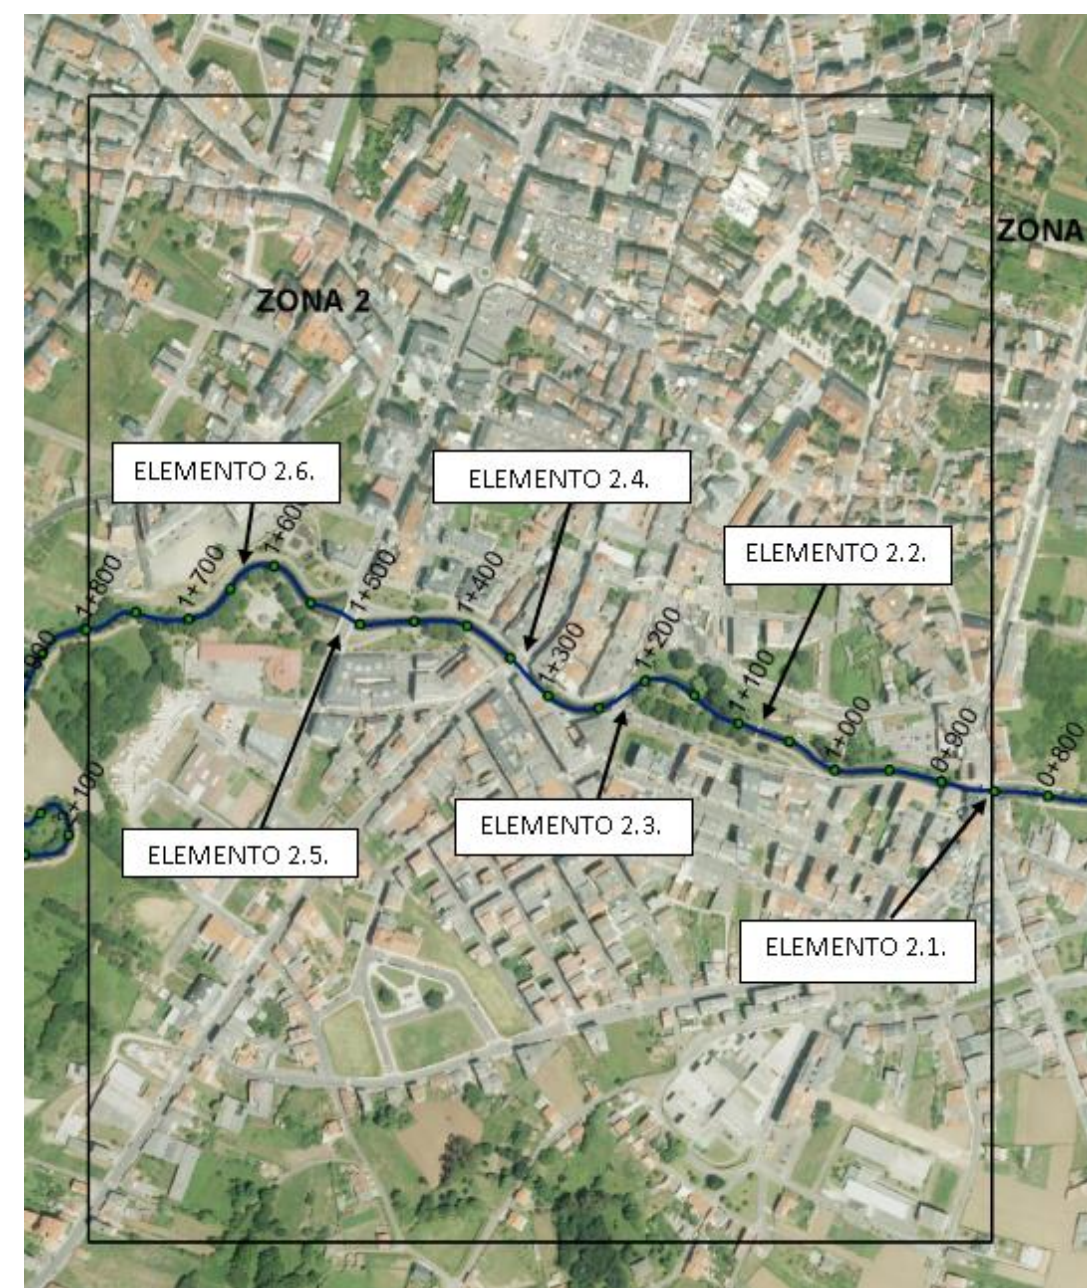 ZONA
ZONA 2
ELEMENTO 2.6.
ELEMENTO 2.4.
ELEMENTO 2.2.
1+800
1+700
1+600
1+500
1+400
1+300
1+200
1+100
1+000
0+900
0+800
900
+100
ELEMENTO 2.3.
ELEMENTO 2.5.
ELEMENTO 2.1.